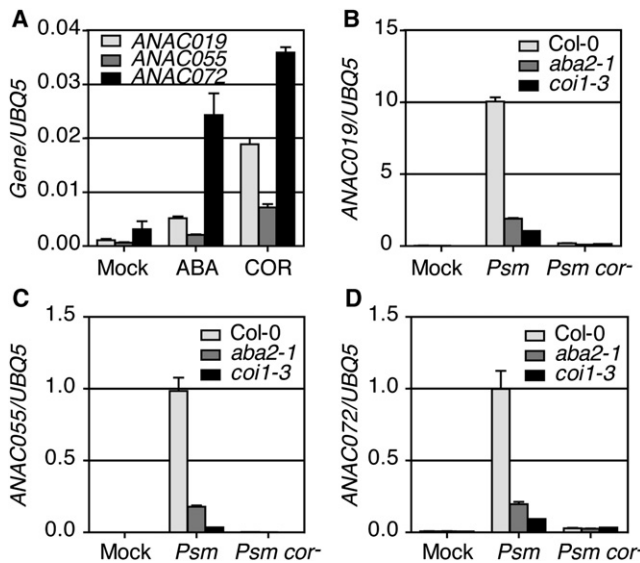 A
ANAC019
ANAC055
ANAC072
Gene/UBQ5
0.04
0.03
0.02
0.01
0.00
Mock ABA COR
B
Col-0
aba2-1
coi1-3
ANAC019/UBQ5
15
10
5
0
Mock Psm Psm cor-
C
Col-0
aba2-1
coi1-3
ANAC055/UBQ5
1.5
1.0
0.5
0.0
Mock Psm Psm cor-
D
Col-0
aba2-1
coi1-3
ANAC072/UBQ5
1.5
1.0
0.5
0.0
Mock Psm Psm cor-